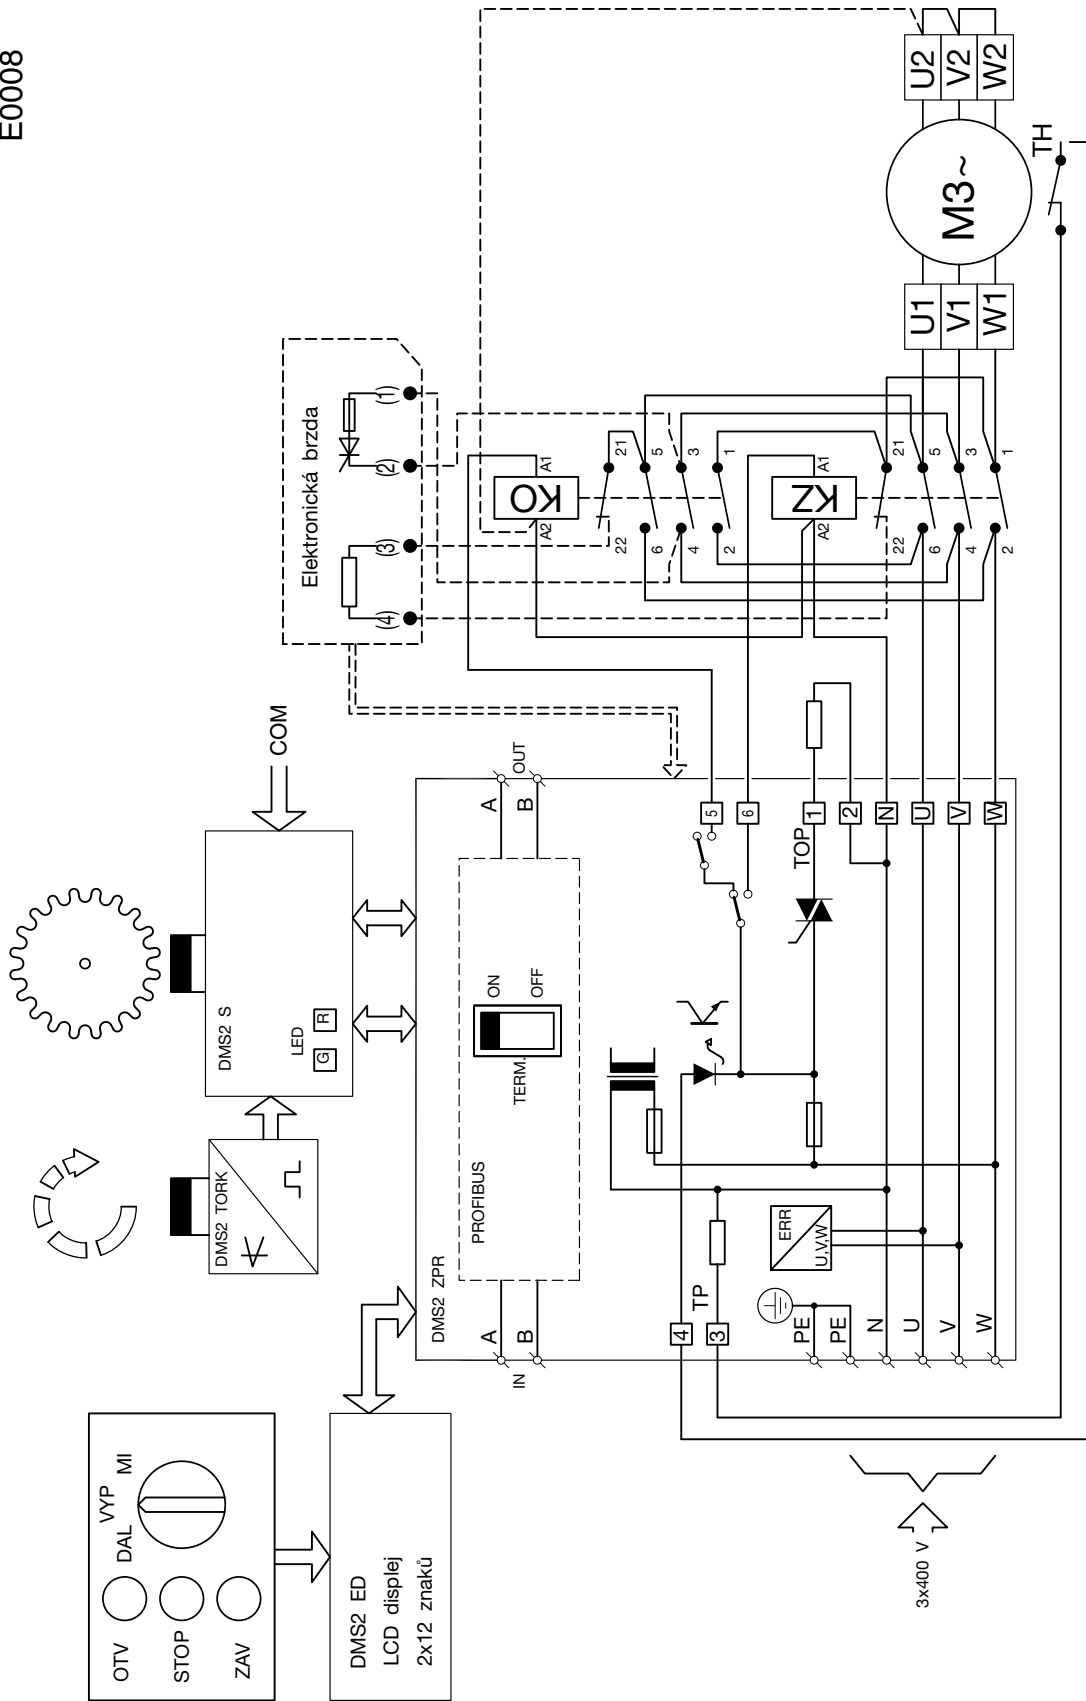 E0008
OTV
STOP
ZAV
DAL
VYP
MI
DMS2 ED
LCD displej
2x12 znaků
DMS2 TORK
DMS2 S
LED
G
R
COM
DMS2 ZPR
PROFIBUS
TERM.
ON
OFF
A
B
IN
A
B
OUT
Elektronická brzda
(4)
(3)
(2)
(1)
KO
A2
A1
22
21
6
5
4
3
2
1
KZ
A2
A1
22
21
6
5
4
3
2
1
5
6
TOP
1
2
N
U
V
W
4
3
TP
ERR
U,V,W
PE
PE
N
U
V
W
3x400 V
U1
V1
W1
M3~
U2
V2
W2
TH